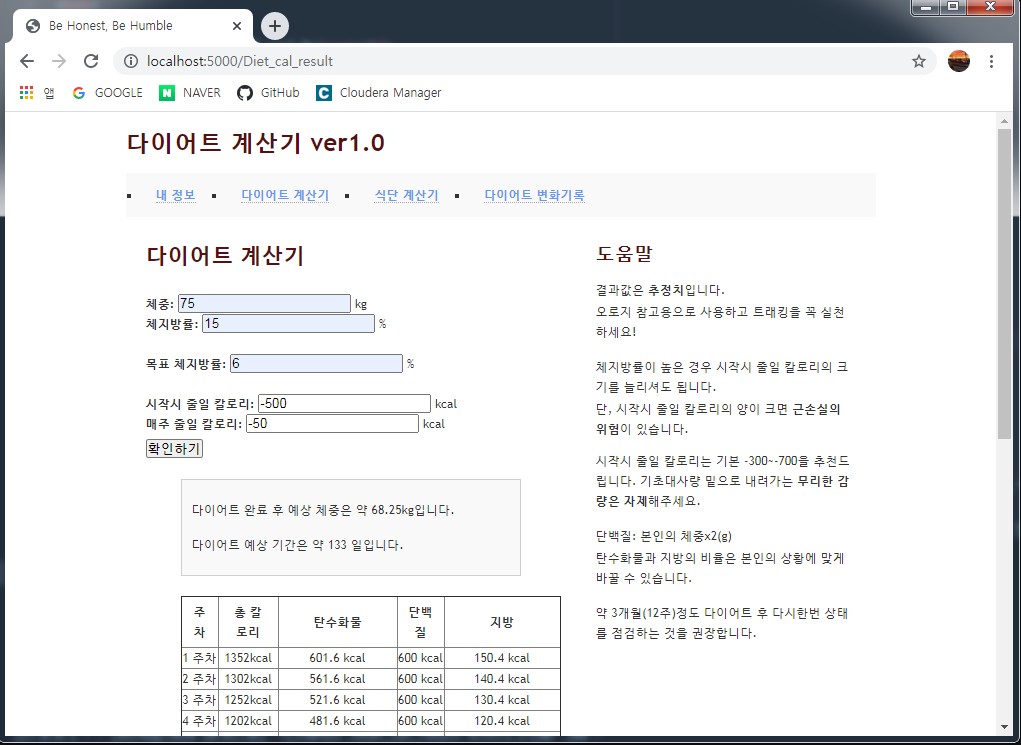 Be Honest, Be Humble
localhost:5000/Diet_cal_result
앱 GOOGLE NAVER GitHub Cloudera Manager
다이어트 계산기 ver1.0
내 정보 다이어트 계산기 식단 계산기 다이어트 변화기록
다이어트 계산기
체중: 75 kg
체지방률: 15 %
목표 체지방률: 6 %
시작시 줄일 칼로리: -500 kcal
매주 줄일 칼로리: -50 kcal
확인하기
다이어트 완료 후 예상 체중은 약 68.25kg입니다.
다이어트 예상 기간은 약 133 일입니다.
주차 총 칼로리 탄수화물 단백질 지방
1 주차 1352kcal 601.6 kcal 600 kcal 150.4 kcal
2 주차 1302kcal 561.6 kcal 600 kcal 140.4 kcal
3 주차 1252kcal 521.6 kcal 600 kcal 130.4 kcal
4 주차 1202kcal 481.6 kcal 600 kcal 120.4 kcal
도움말
결과값은 추정치입니다.
오로지 참고용으로 사용하고 트래킹을 꼭 실천
하세요!
체지방률이 높은 경우 시작시 줄일 칼로리의 크
기를 늘리셔도 됩니다.
단, 시작시 줄일 칼로리의 양이 크면 근손실의
위험이 있습니다.
시작시 줄일 칼로리는 기본 -300~-700을 추천드
립니다. 기초대사량 밑으로 내려가는 무리한 감
량은 자제해주세요.
단백질: 본인의 체중x2(g)
탄수화물과 지방의 비율은 본인의 상황에 맞게
바꿀 수 있습니다.
약 3개월(12주)정도 다이어트 후 다시한번 상태
를 점검하는 것을 권장합니다.